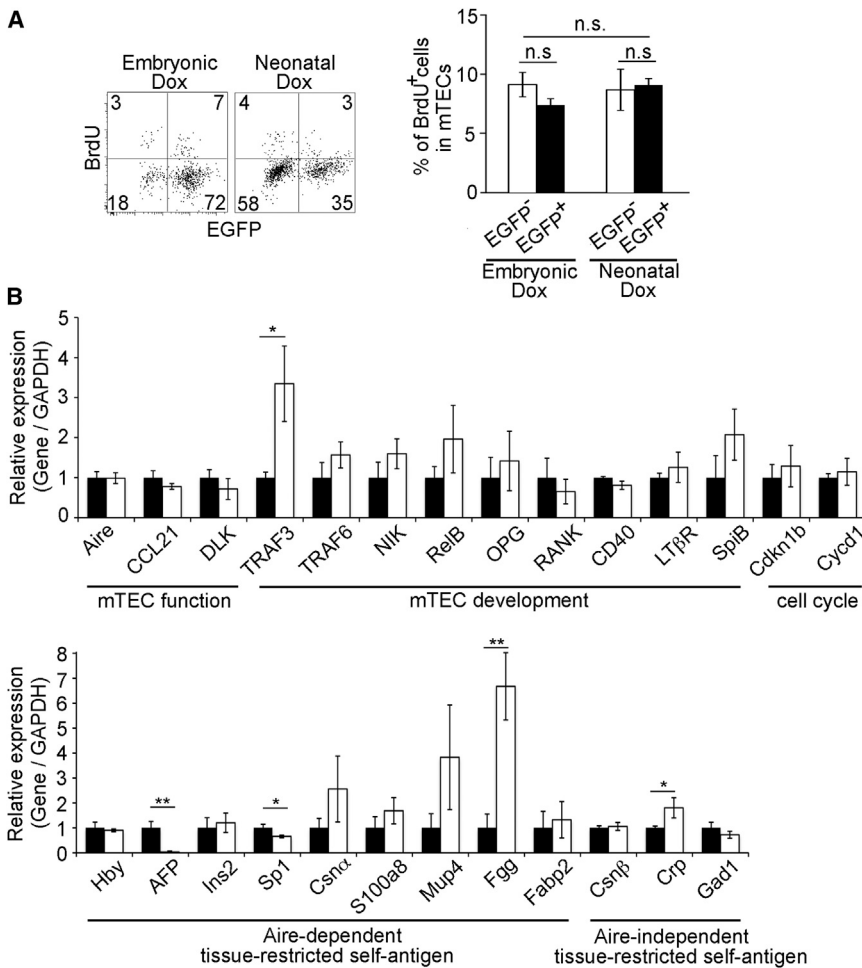 A
Embryonic Dox
Neonatal Dox
3 7
4 3
BrdU
18 72
58 35
EGFP
% of BrdU+cells
in mTECs
15
10
5
0
n.s.
n.s n.s
EGFP- EGFP+ EGFP- EGFP+
Embryonic Dox
Neonatal Dox
B
Relative expression
(Gene / GAPDH)
5
4
3
2
1
0
*
Aire CCL21 DLK TRAF3 TRAF6 NIK RelB OPG RANK CD40 LTβR SpiB Cdkn1b Cycd1
mTEC function mTEC development cell cycle
Relative expression
(Gene / GAPDH)
8
7
6
5
4
3
2
1
0
** * ** *
Hby AFP Ins2 Sp1 Csnα S100a8 Mup4 Fgg Fabp2 Csnβ Crp Gad1
Aire-dependent
tissue-restricted self-antigen
Aire-independent
tissue-restricted self-antigen